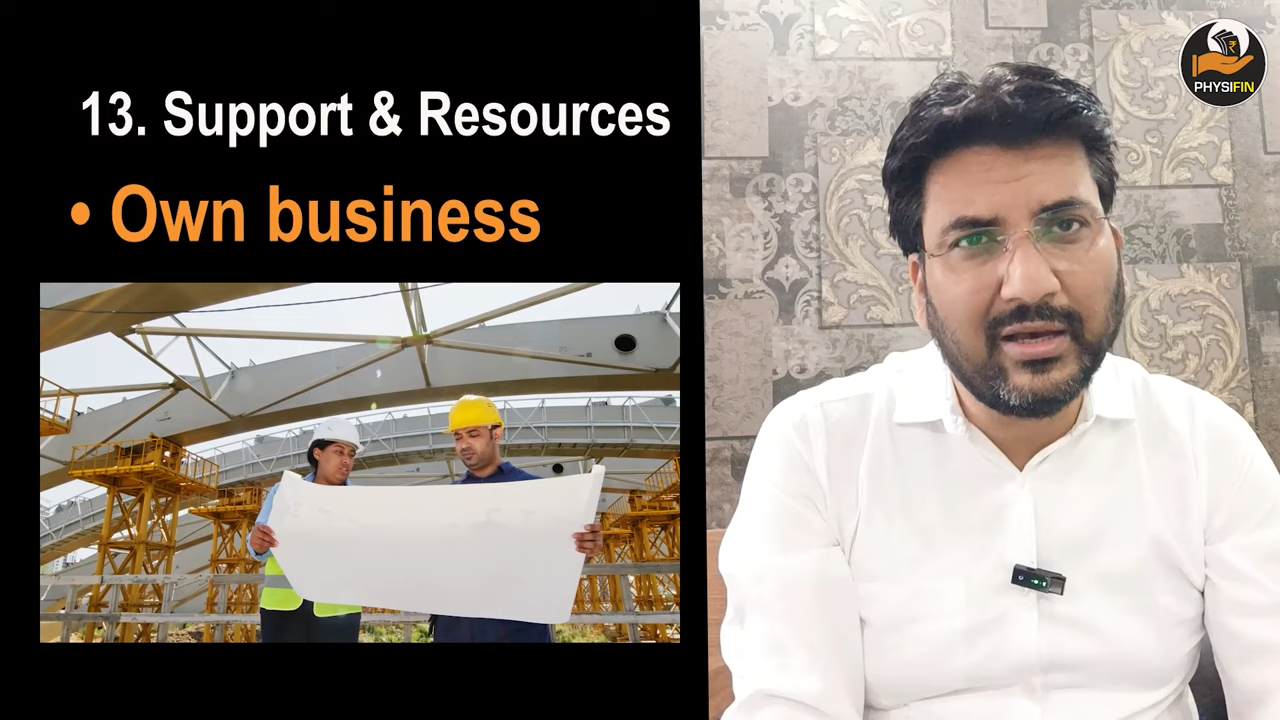 13. Support & Resources
• Own business
PHYSIFIN